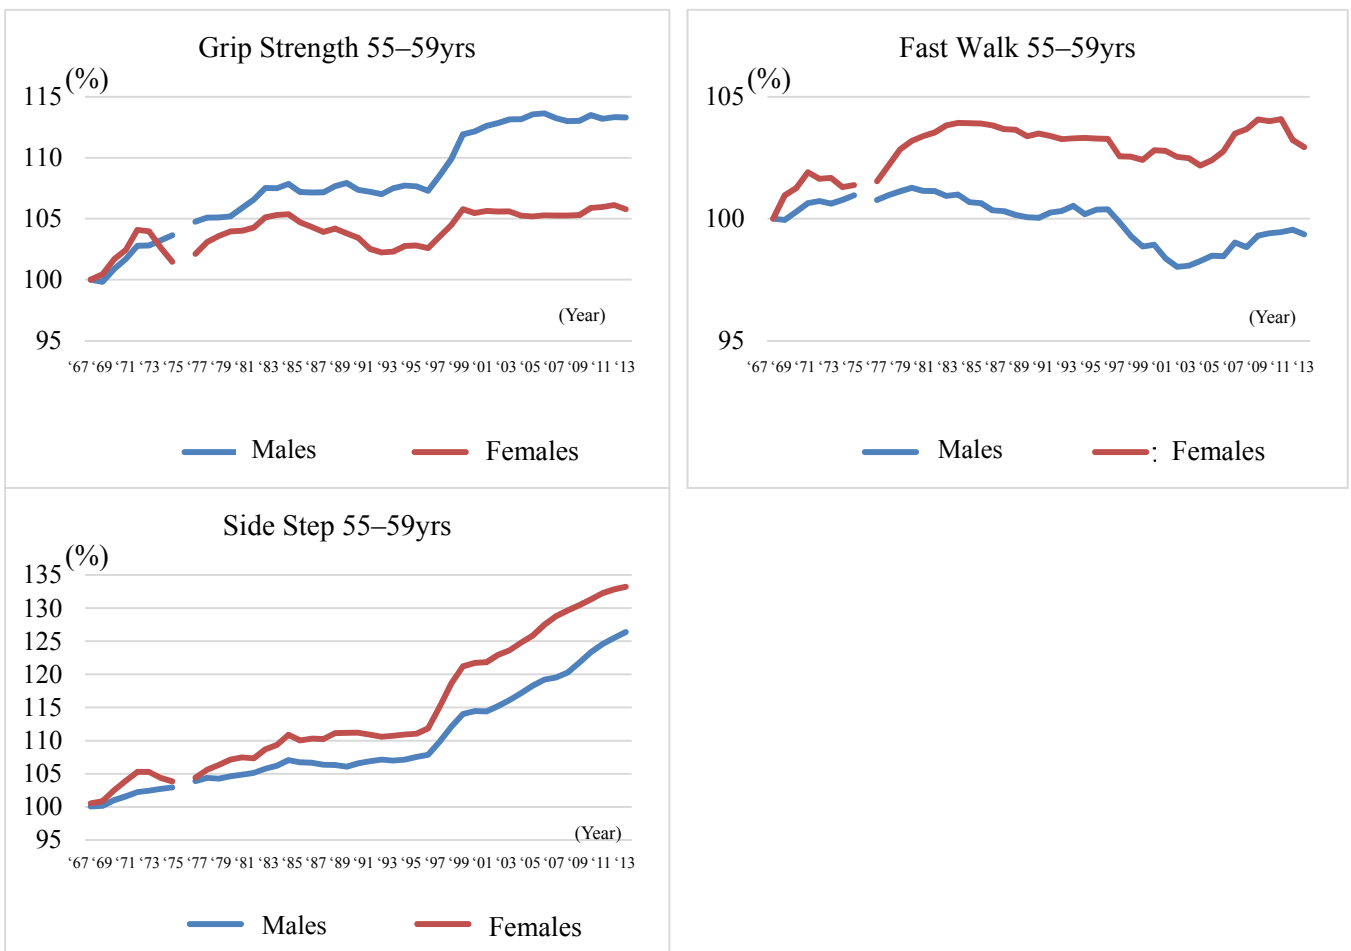 Grip Strength 55–59yrs
(%)
115
110
105
100
95
(Year)
‘67 ‘69 ‘71 ‘73 ‘75 ‘77 ‘79 ‘81 ‘83 ‘85 ‘87 ‘89 ‘91 ‘93 ‘95 ‘97 ‘99 ‘01 ‘03 ‘05 ‘07 ‘09 ‘11 ‘13
Males Females
Fast Walk 55–59yrs
(%)
105
100
95
(Year)
‘67 ‘69 ‘71 ‘73 ‘75 ‘77 ‘79 ‘81 ‘83 ‘85 ‘87 ‘89 ‘91 ‘93 ‘95 ‘97 ‘99 ‘01 ‘03 ‘05 ‘07 ‘09 ‘11 ‘13
Males : Females
Side Step 55–59yrs
(%)
135
130
125
120
115
110
105
100
95
(Year)
‘67 ‘69 ‘71 ‘73 ‘75 ‘77 ‘79 ‘81 ‘83 ‘85 ‘87 ‘89 ‘91 ‘93 ‘95 ‘97 ‘99 ‘01 ‘03 ‘05 ‘07 ‘09 ‘11 ‘13
Males Females